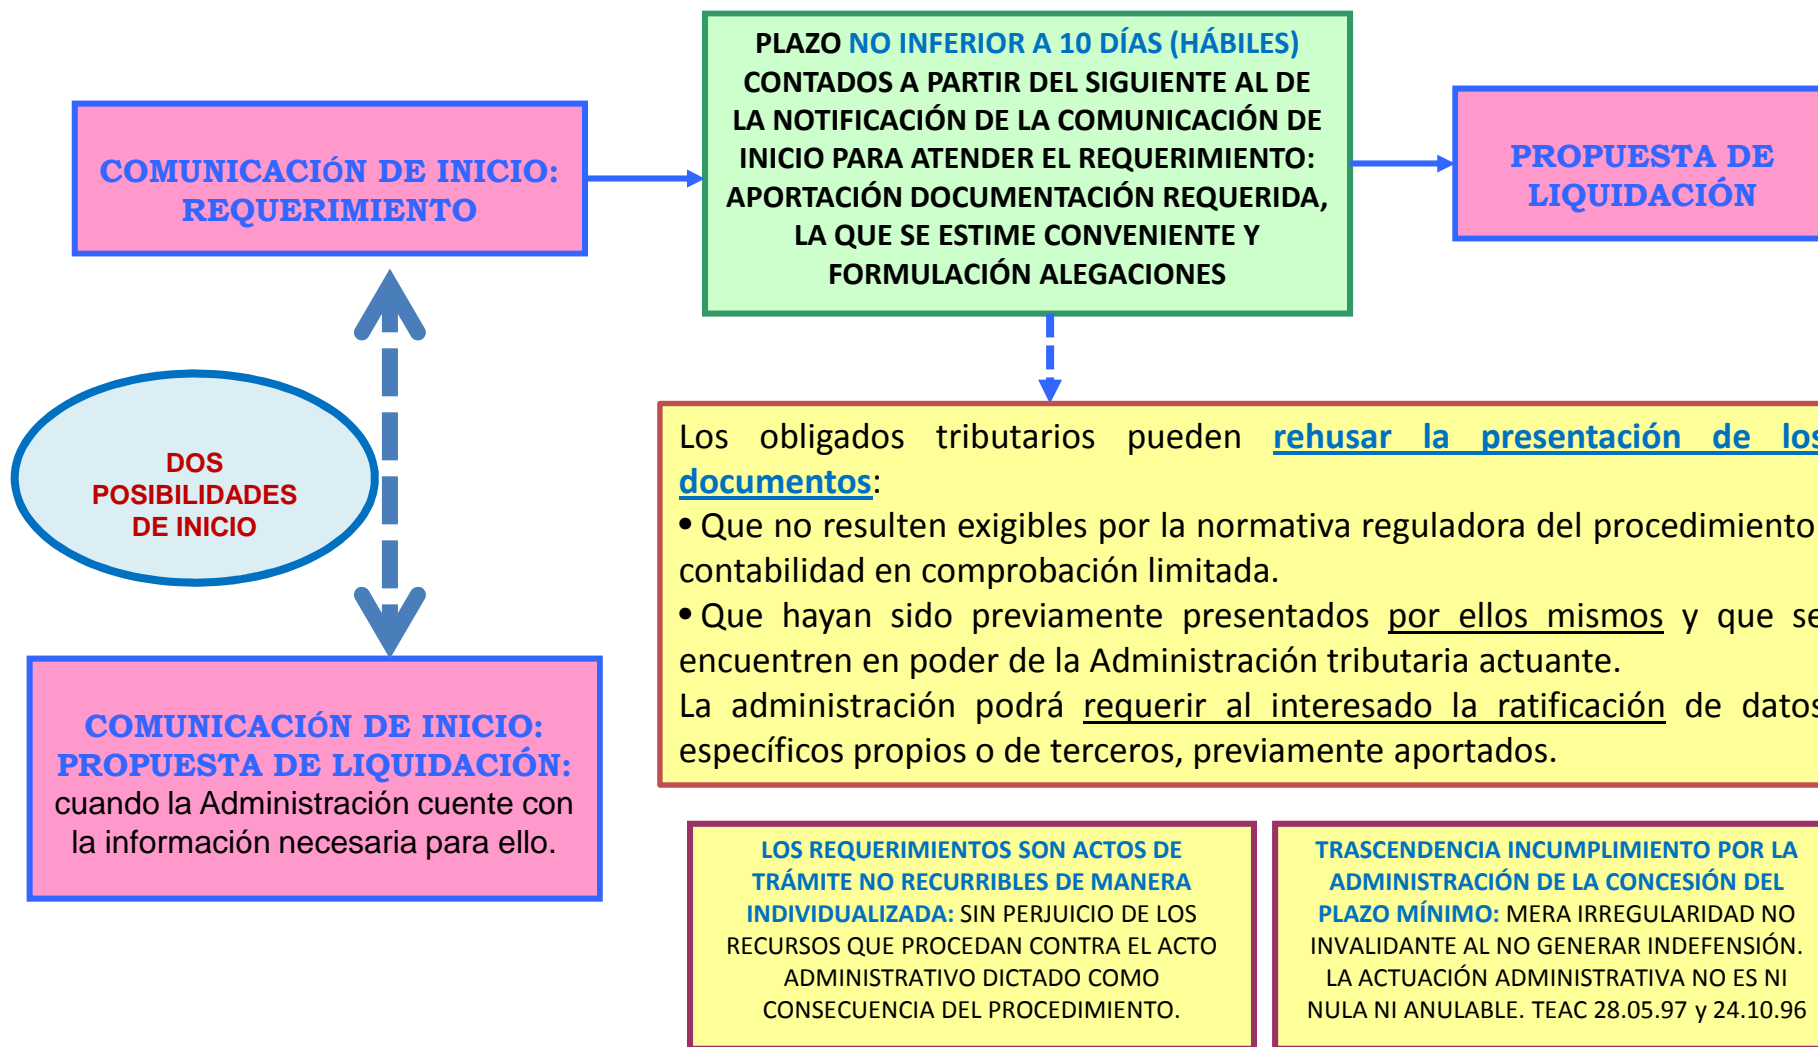 COMUNICACIÓN DE INICIO:
REQUERIMIENTO
PLAZO NO INFERIOR A 10 DÍAS (HÁBILES)
CONTADOS A PARTIR DEL SIGUIENTE AL DE
LA NOTIFICACIÓN DE LA COMUNICACIÓN DE
INICIO PARA ATENDER EL REQUERIMIENTO:
APORTACIÓN DOCUMENTACIÓN REQUERIDA,
LA QUE SE ESTIME CONVENIENTE Y
FORMULACIÓN ALEGACIONES
PROPUESTA DE
LIQUIDACIÓN
DOS
POSIBILIDADES
DE INICIO
COMUNICACIÓN DE INICIO:
PROPUESTA DE LIQUIDACIÓN:
cuando la Administración cuente con
la información necesaria para ello.
Los obligados tributarios pueden rehusar la presentación de los
documentos:
• Que no resulten exigibles por la normativa reguladora del procedimiento
contabilidad en comprobación limitada.
• Que hayan sido previamente presentados por ellos mismos y que se
encuentren en poder de la Administración tributaria actuante.
La administración podrá requerir al interesado la ratificación de datos
específicos propios o de terceros, previamente aportados.
LOS REQUERIMIENTOS SON ACTOS DE
TRÁMITE NO RECURRIBLES DE MANERA
INDIVIDUALIZADA: SIN PERJUICIO DE LOS
RECURSOS QUE PROCEDAN CONTRA EL ACTO
ADMINISTRATIVO DICTADO COMO
CONSECUENCIA DEL PROCEDIMIENTO.
TRASCENDENCIA INCUMPLIMIENTO POR LA
ADMINISTRACIÓN DE LA CONCESIÓN DEL
PLAZO MÍNIMO: MERA IRREGULARIDAD NO
INVALIDANTE AL NO GENERAR INDEFENSIÓN.
LA ACTUACIÓN ADMINISTRATIVA NO ES NI
NULA NI ANULABLE. TEAC 28.05.97 y 24.10.96